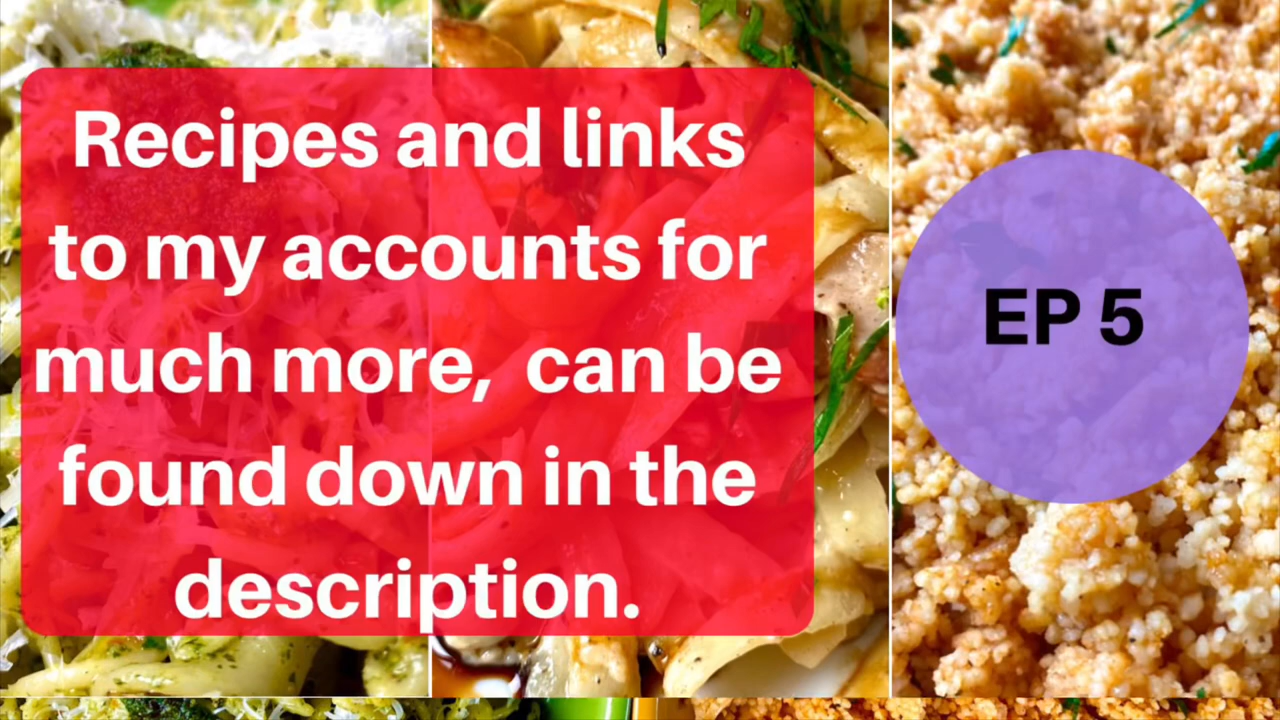 Recipes and links
to my accounts for
much more,  can be
found down in the
description.
EP 5